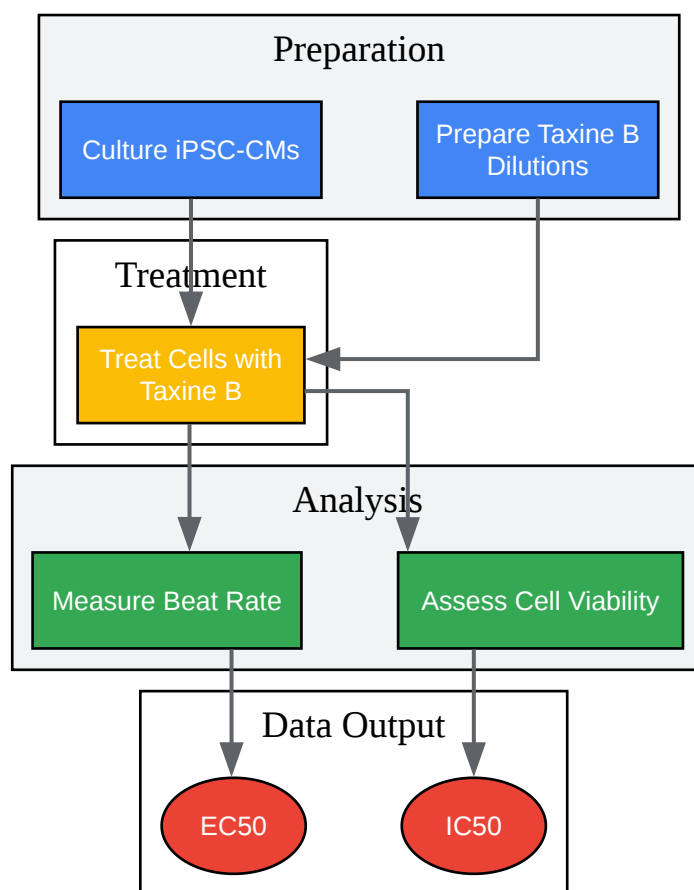 Preparation
Culture iPSC-CMs
Prepare Taxine B
Dilutions
Treatment
Treat Cells with
Taxine B
Analysis
Measure Beat Rate
Assess Cell Viability
Data Output
EC50
IC50